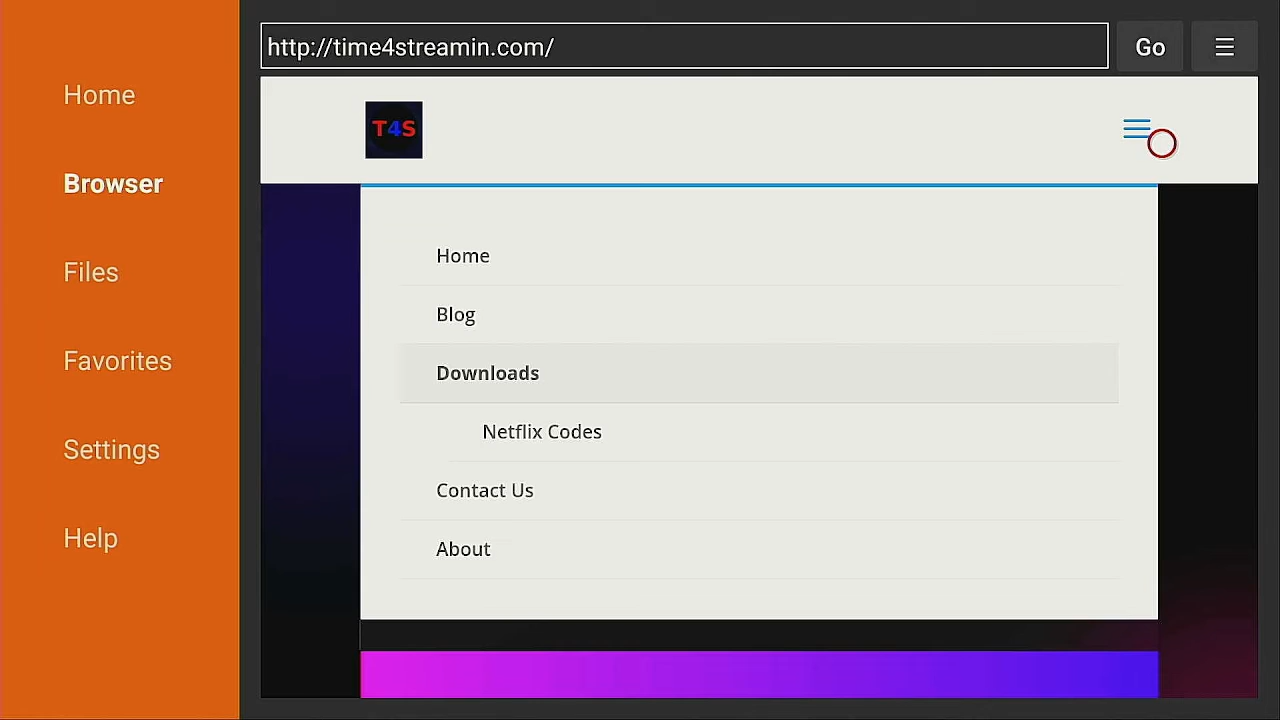 http://time4streamin.com/
Go
Home
Browser
Files
Favorites
Settings
Help
T4S
Home
Blog
Downloads
Netflix Codes
Contact Us
About